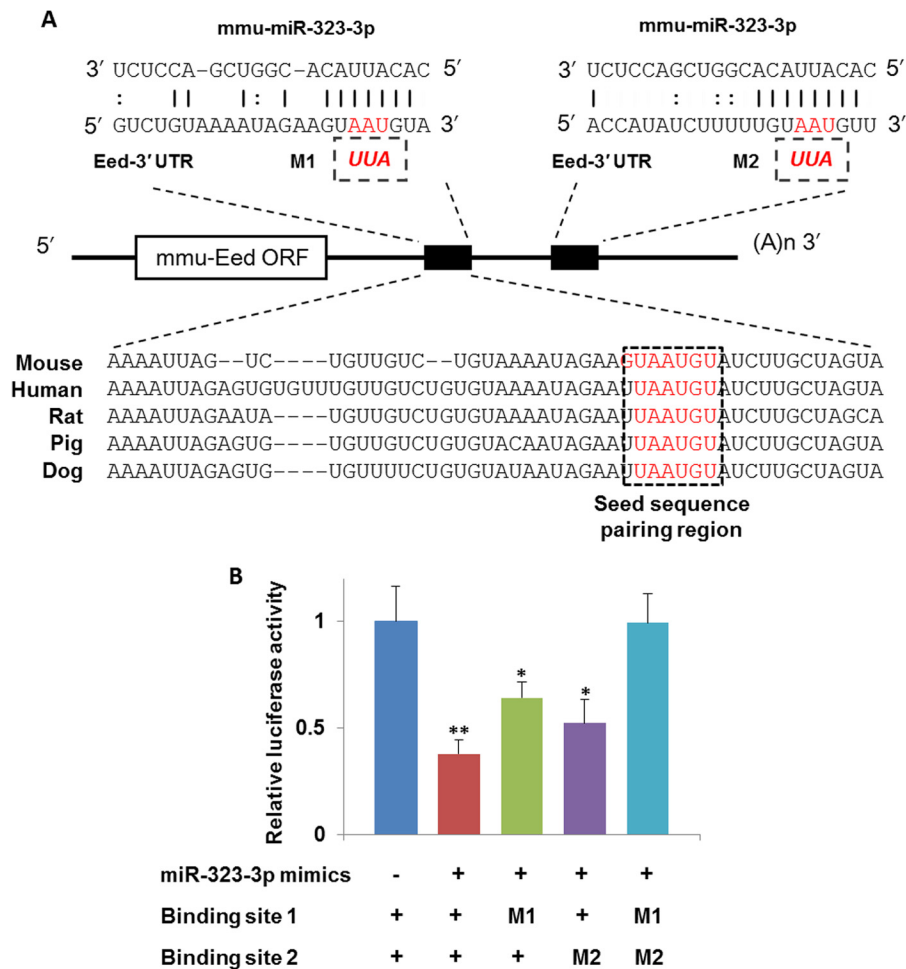 A
mmu-miR-323-3p
mmu-miR-323-3p
3′ UCUCCA-GCUGGC-ACAUUACAC 5′
3′ UCUCCAGCUGGCACAUUACAC 5′
5′ GUCUGUAAAAUAGAAGUAAUGUA 3′
5′ ACCAUAUCUUUUUGUAAUGUU 3′
Eed-3′UTR M1 UUA
Eed-3′UTR M2 UUA
5′ mmu-Eed ORF (A)n 3′
Mouse AAAAUUAG--UC----UGUUGUC--UGUAAAAUAGAAGUAAUGUAUCUUGCUAGUA
Human AAAAUUAGAGUGUGUUUGUUGUCUGUGUAAAAUAGAAUUAAUGUAUCUUGCUAGUA
Rat AAAAUUAGAAUA----UGUUGUCUGUGUAAAAUAGAAUUAAUGUAUCUUGCUAGCA
Pig AAAAUUAGAGUG----UGUUGUCUGUGUACAAUAGAAUUAAUGUAUCUUGCUAGUA
Dog AAAAUUAGAGUG----UGUUUUCUGUGUAUAAUAGAAUUAAUGUAUCUUGCUAGUA
Seed sequence
pairing region
B
Relative luciferase activity
1
0.5
0
**
*
*
miR-323-3p mimics - + + + +
Binding site 1 + + M1 + M1
Binding site 2 + + + M2 M2